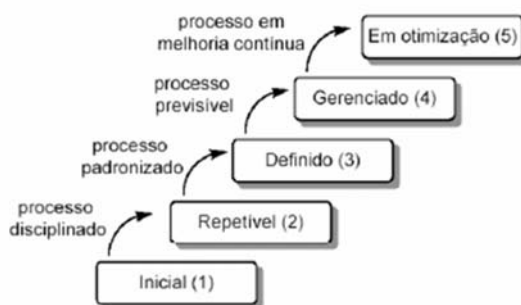 processo em
melhoria contínua
Em otimização (5)
processo
previsível
Gerenciado (4)
processo
padronizado
Definido (3)
processo
disciplinado
Repetível (2)
Inicial (1)